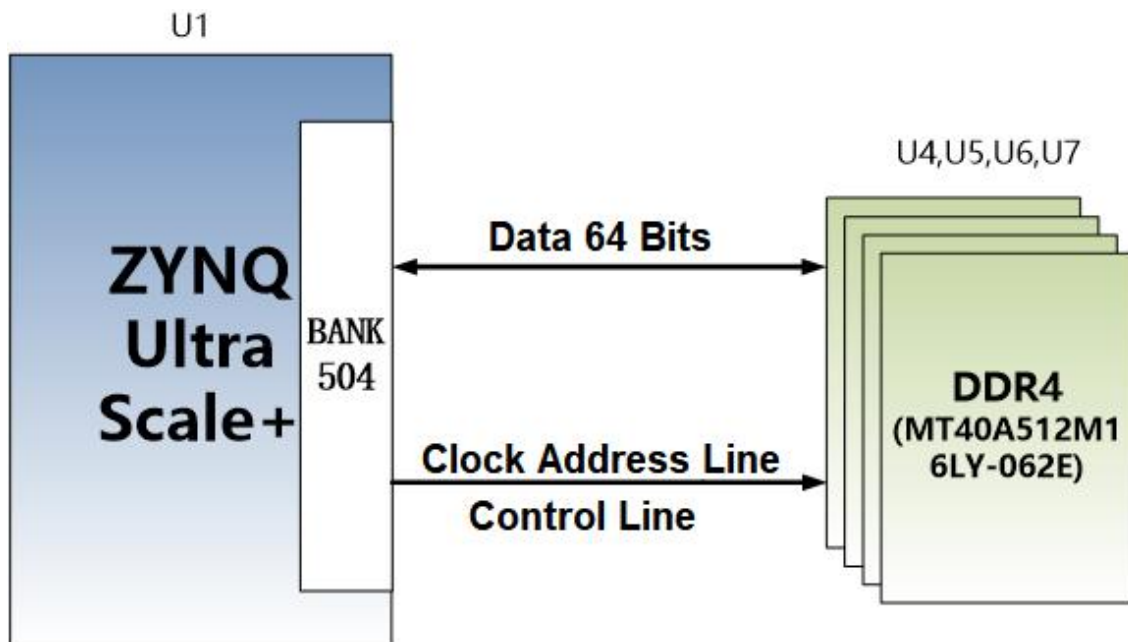 U1
ZYNQ
Ultra
Scale+
BANK
504
Data 64 Bits
Clock Address Line
Control Line
U4,U5,U6,U7
DDR4
(MT40A512M1
6LY-062E)